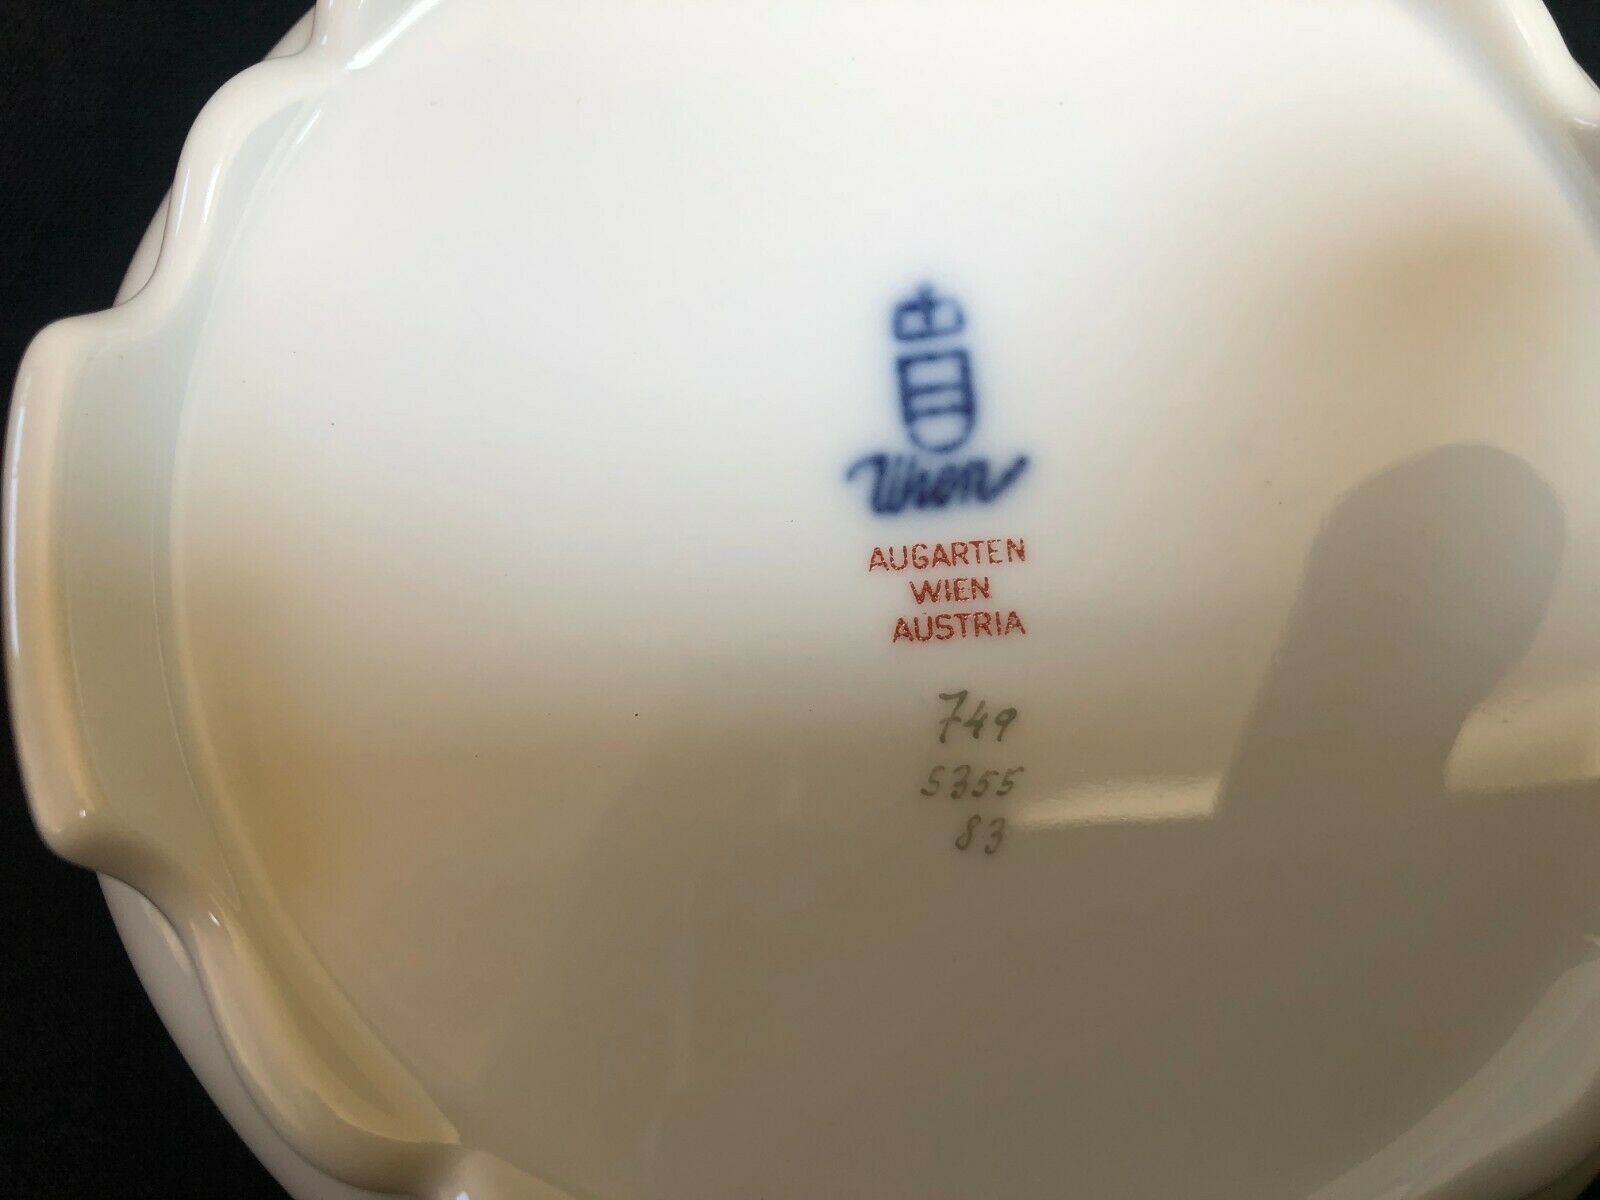 Wien
AUGARTEN
WIEN
AUSTRIA
749
5355
83